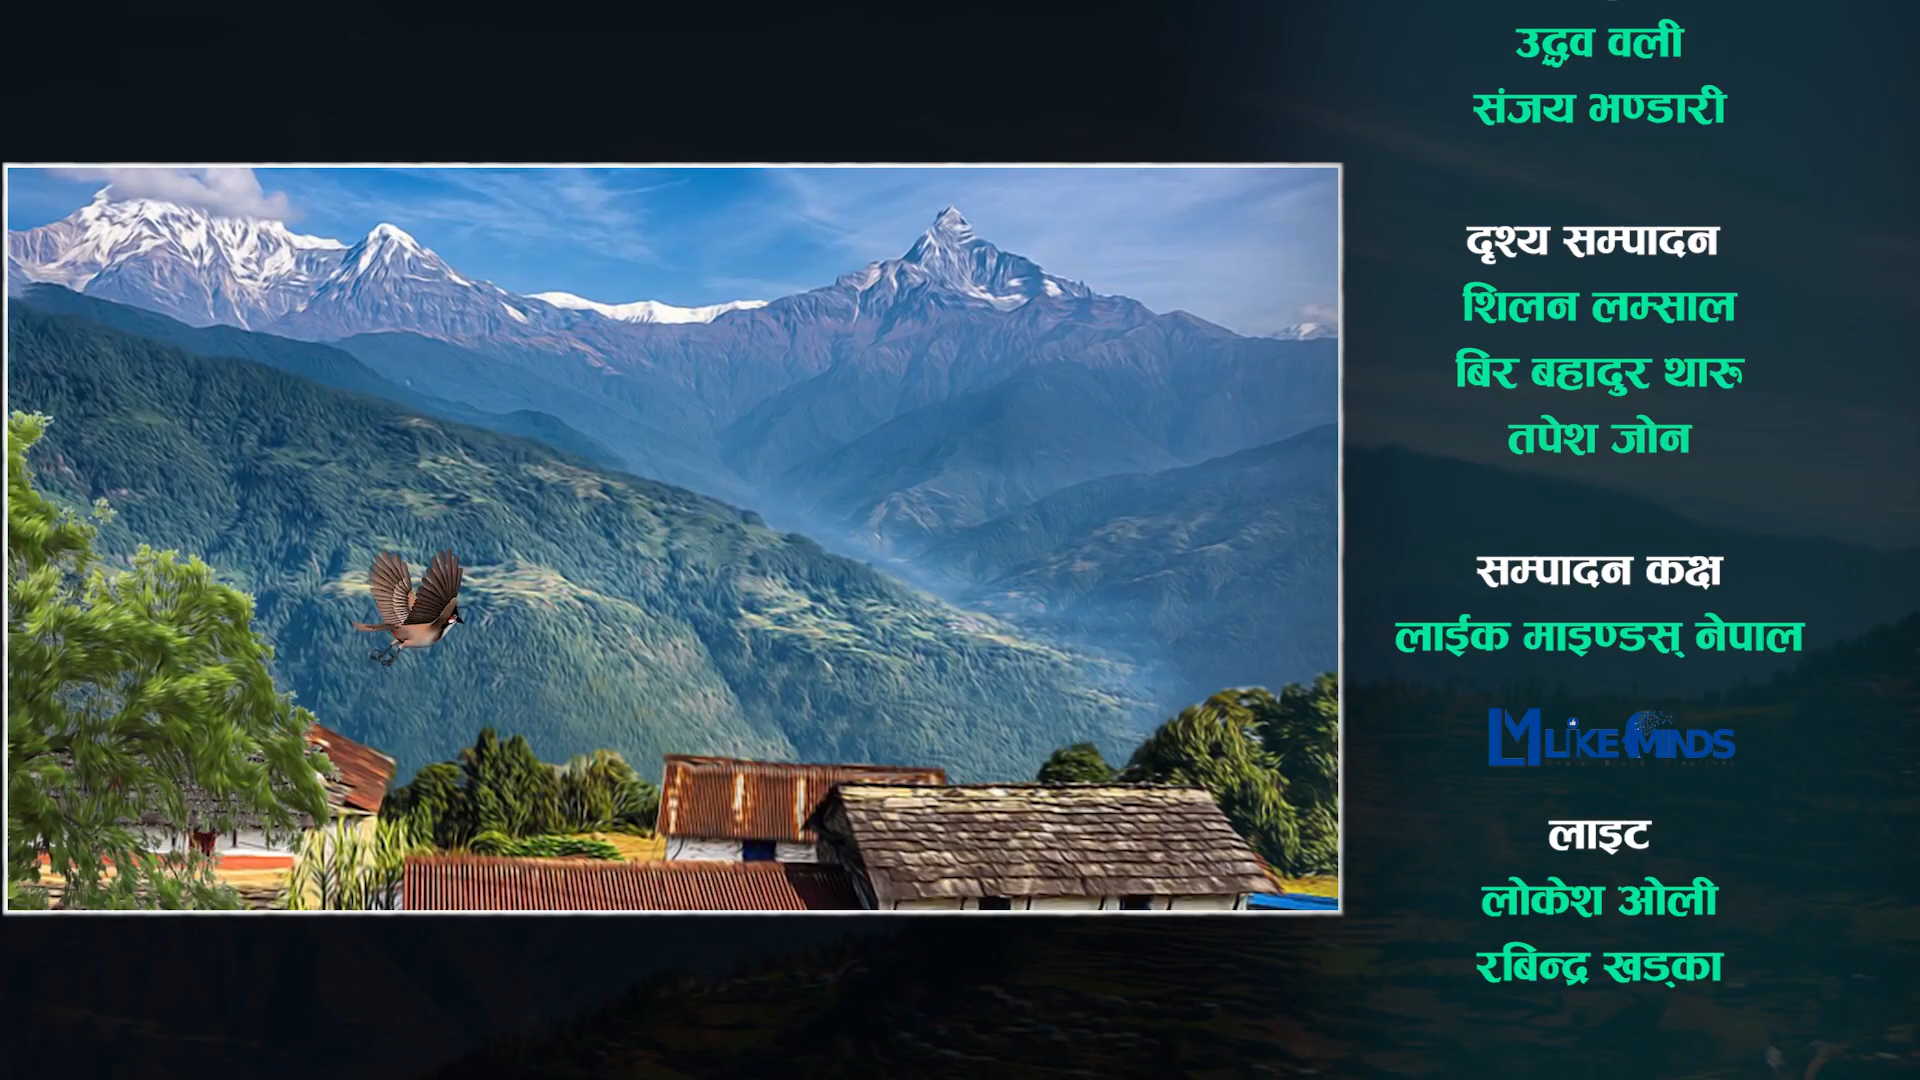 उद्धव वली
संजय भण्डारी
दृश्य सम्पादन
शिलन लम्साल
बिर बहादुर थारू
तपेश जोन
सम्पादन कक्ष
लाईक माइण्डस् नेपाल
LM LIKE MINDS
लाइट
लोकेश ओली
रबिन्द्र खड्का